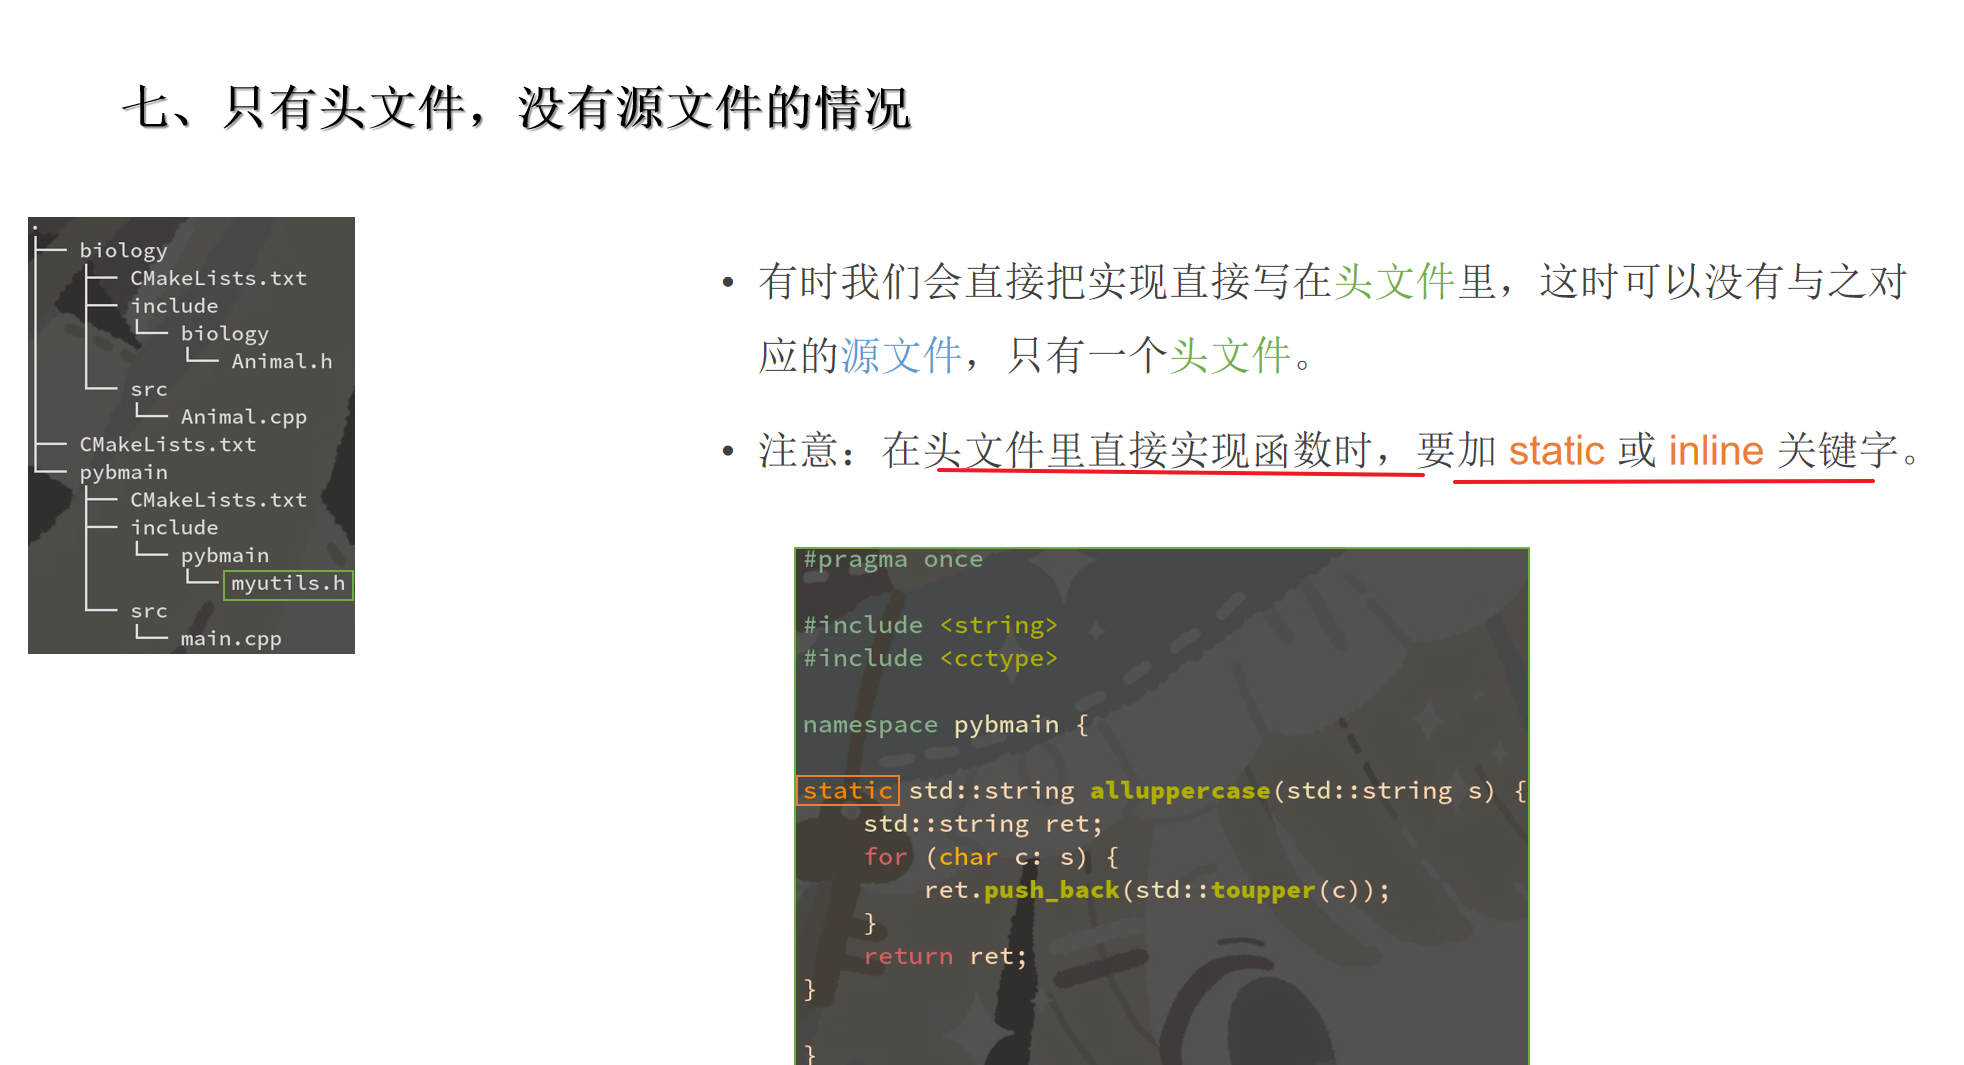 七、只有头文件，没有源文件的情况
.
├── biology
│   ├── CMakeLists.txt
│   ├── include
│   │   └── biology
│   │       └── Animal.h
│   └── src
│       └── Animal.cpp
├── CMakeLists.txt
└── pybmain
    ├── CMakeLists.txt
    ├── include
    │   └── pybmain
    │       └── myutils.h
    └── src
        └── main.cpp
• 有时我们会直接把实现直接写在头文件里，这时可以没有与之对
应的源文件，只有一个头文件。
• 注意：在头文件里直接实现函数时，要加 static 或 inline 关键字。
#pragma once
#include <string>
#include <cctype>
namespace pybmain {
static std::string alluppercase(std::string s) {
    std::string ret;
    for (char c: s) {
        ret.push_back(std::toupper(c));
    }
    return ret;
}
}